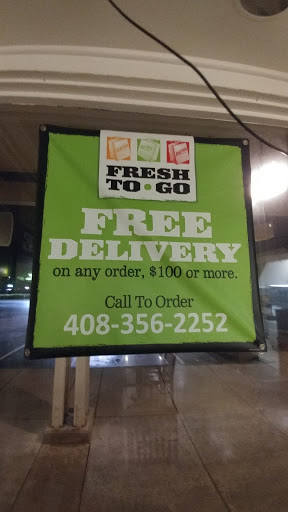 FRESH
TO • GO
FREE
DELIVERY
on any order, $100 or more.
Call To Order
408-356-2252